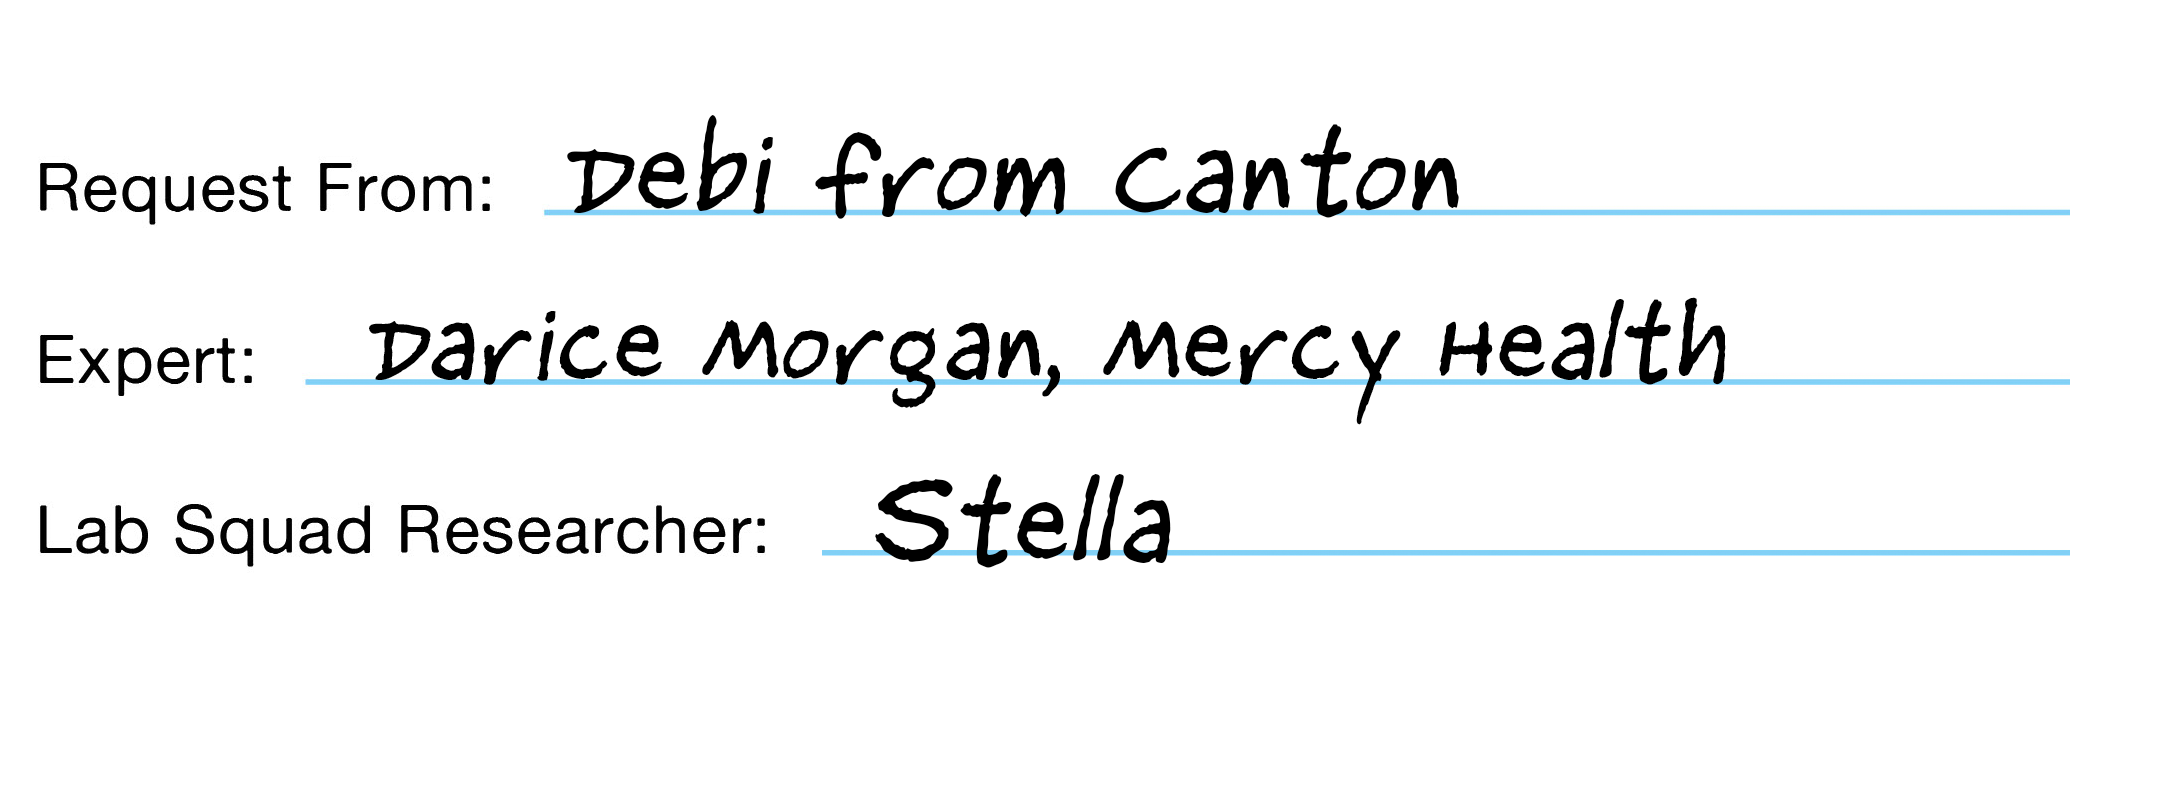 Request From: Debi from Canton
Expert: Darice Morgan, Mercy Health
Lab Squad Researcher: Stella